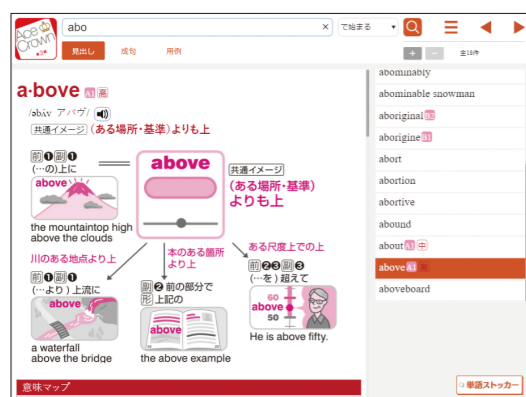 Ace Crown
abo
×
で始まる
見出し 成句 用例
+ −
a·bove A1 高
/əbʌ́v アバヴ/
共通イメージ (ある場所・基準)よりも上
前❶副❶
(…の)上に
above
the mountaintop high
above the clouds
above
共通イメージ
(ある場所・基準)
よりも上
川のある地点より上
本のある箇所
より上
ある尺度上での上
前❶副❶
(…より)上流に
above
a waterfall
above the bridge
副❷前の部分で
形上記の
above
the above example
前❷❸副❸
(…を)超えて
60
above
50
He is above fifty.
意味マップ
abominably
abominable snowman
aboriginal B2
aborigine B1
abort
abortion
abortive
abound
about A1 中
above A1 高
aboveboard
単語ストッカー